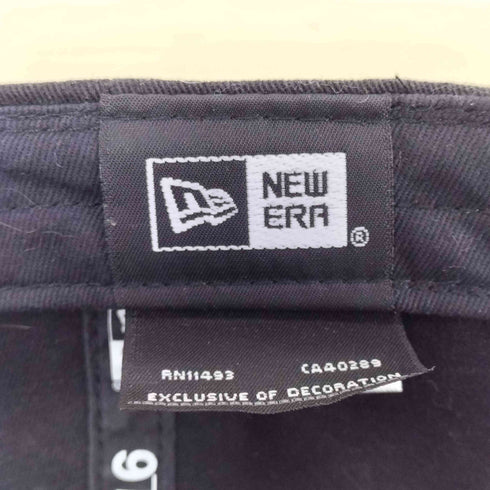 NEW
ERA
®
RN11493 CA40289
EXCLUSIVE OF DECORATION